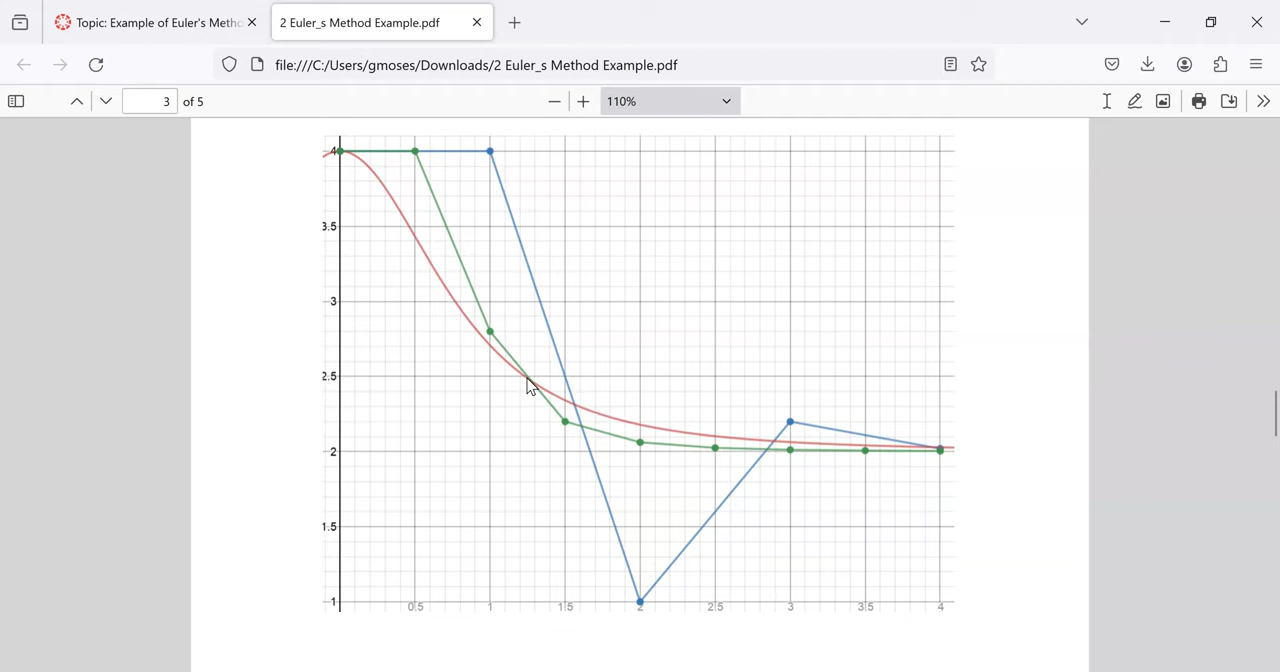 Topic: Example of Euler's Metho
2 Euler_s Method Example.pdf
file:///C:/Users/gmoses/Downloads/2 Euler_s Method Example.pdf
3 of 5
110%
4
3.5
3
2.5
2
1.5
1
0.5 1 1.5 2 2.5 3 3.5 4